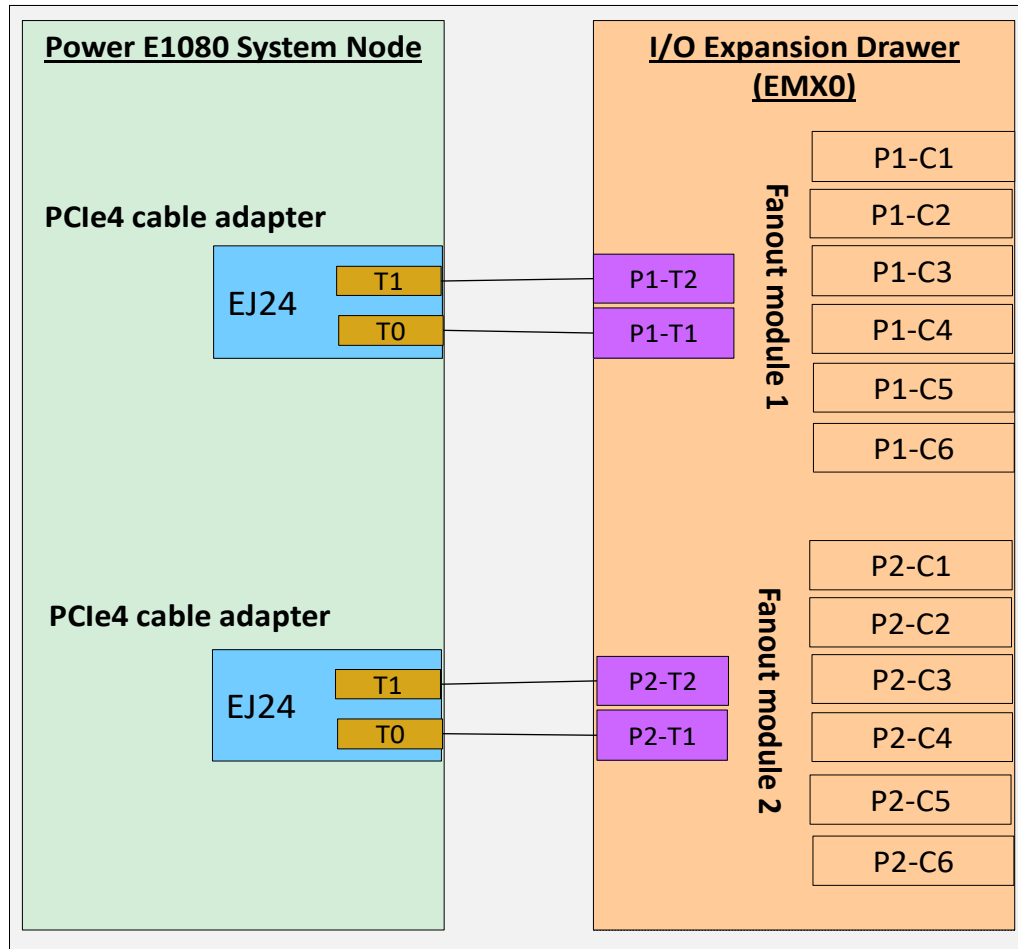 Power E1080 System Node
PCIe4 cable adapter
EJ24
T1
T0
PCIe4 cable adapter
EJ24
T1
T0
I/O Expansion Drawer
(EMX0)
P1-T2
P1-T1
Fanout module 1
P1-C1
P1-C2
P1-C3
P1-C4
P1-C5
P1-C6
P2-T2
P2-T1
Fanout module 2
P2-C1
P2-C2
P2-C3
P2-C4
P2-C5
P2-C6